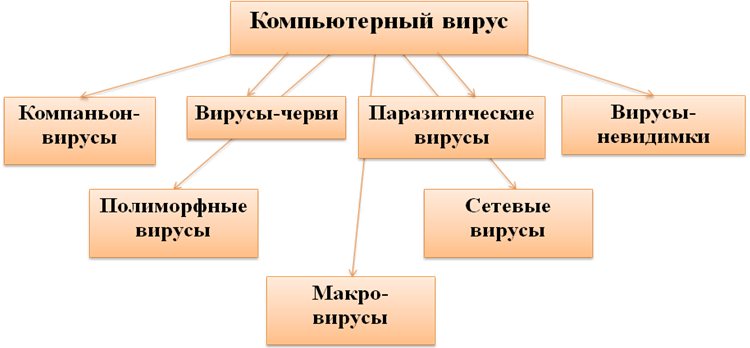 Компьютерный вирус
Компаньон-
вирусы
Вирусы-черви
Паразитические
вирусы
Вирусы-
невидимки
Полиморфные
вирусы
Сетевые
вирусы
Макро-
вирусы